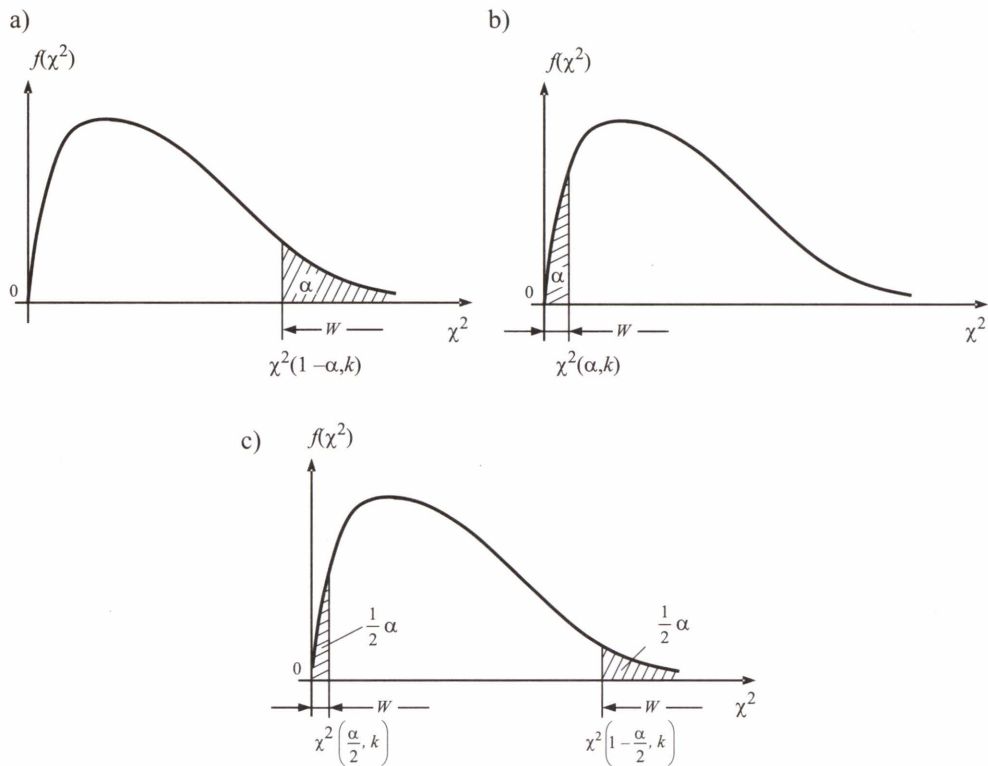 a)
f(χ²)
0
α
W
χ²
χ²(1 –α,k)
b)
f(χ²)
0
α
W
χ²
χ²(α,k)
c)
f(χ²)
0
1/2 α
1/2 α
W
W
χ²
χ²(α/2, k)
χ²(1–α/2, k)